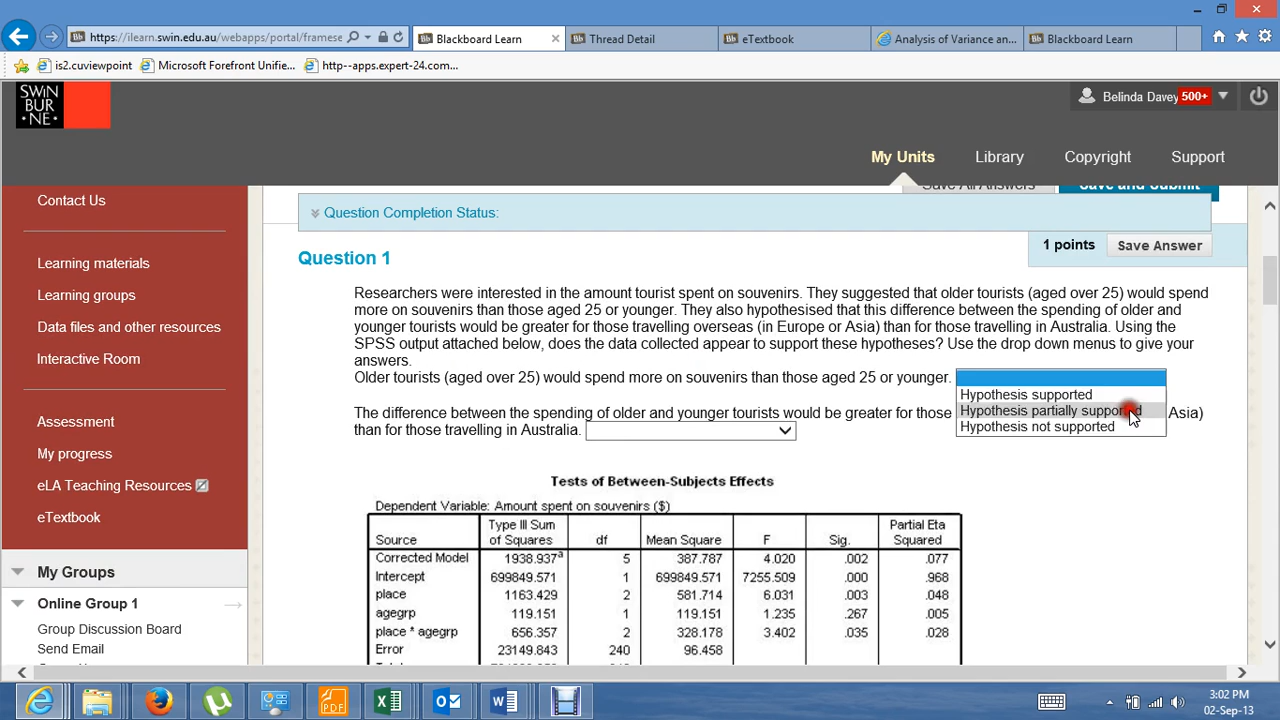 https://ilearn.swin.edu.au/webapps/portal/framese
Blackboard Learn
Thread Detail
eTextbook
Analysis of Variance an...
Blackboard Learn
is2.cuviewpoint
Microsoft Forefront Unifie...
http--apps.expert-24.com...
SWIN
BUR
NE
Belinda Davey 500+
My Units
Library
Copyright
Support
Contact Us
Learning materials
Learning groups
Data files and other resources
Interactive Room
Assessment
My progress
eLA Teaching Resources
eTextbook
My Groups
Online Group 1
Group Discussion Board
Send Email
Save All Answers
Save and Submit
Question Completion Status:
1 points
Save Answer
Question 1
Researchers were interested in the amount tourist spent on souvenirs. They suggested that older tourists (aged over 25) would spend
more on souvenirs than those aged 25 or younger. They also hypothesised that this difference between the spending of older and
younger tourists would be greater for those travelling overseas (in Europe or Asia) than for those travelling in Australia. Using the
SPSS output attached below, does the data collected appear to support these hypotheses? Use the drop down menus to give your
answers.
Older tourists (aged over 25) would spend more on souvenirs than those aged 25 or younger.
Hypothesis supported
Hypothesis partially supported
Hypothesis not supported
The difference between the spending of older and younger tourists would be greater for those Asia)
than for those travelling in Australia.
Tests of Between-Subjects Effects
Dependent Variable: Amount spent on souvenirs ($)
Source Type III Sum of Squares df Mean Square F Sig. Partial Eta Squared
Corrected Model 1938.937a 5 387.787 4.020 .002 .077
Intercept 699849.571 1 699849.571 7255.509 .000 .968
place 1163.429 2 581.714 6.031 .003 .048
agegrp 119.151 1 119.151 1.235 .267 .005
place * agegrp 656.357 2 328.178 3.402 .035 .028
Error 23149.843 240 96.458
3:02 PM
02-Sep-13